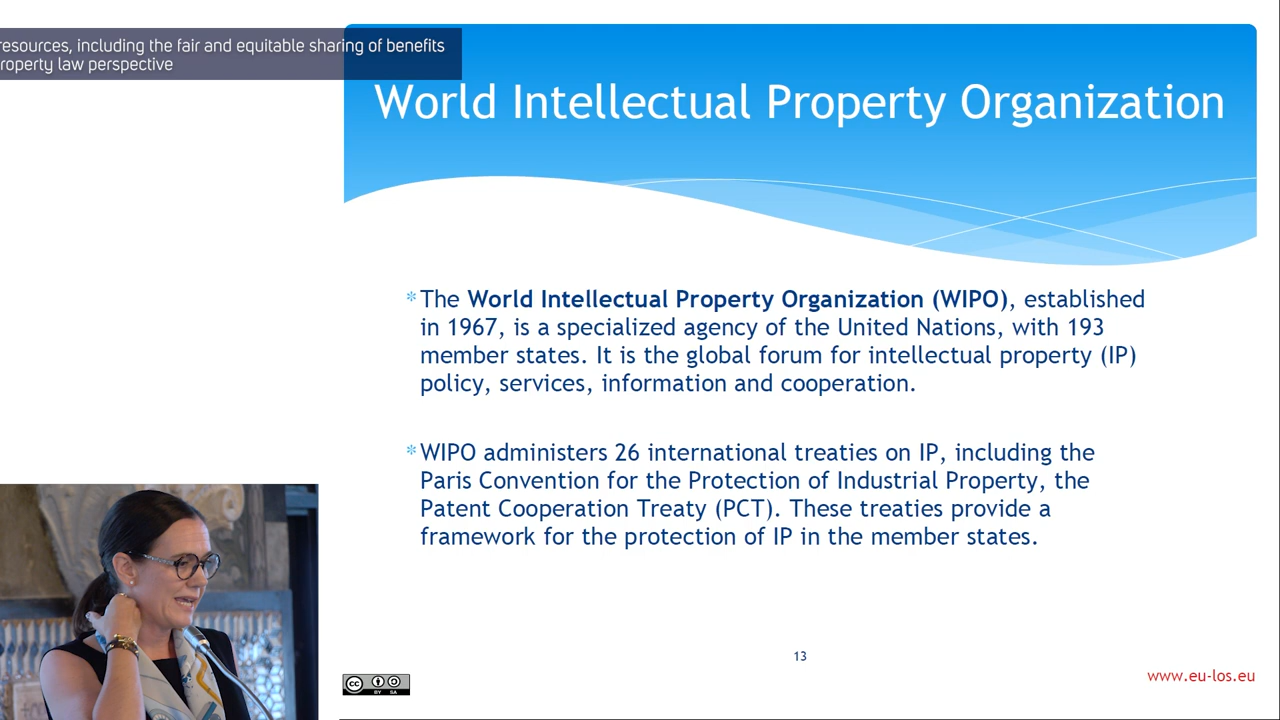 resources, including the fair and equitable sharing of benefits
roperty law perspective
World Intellectual Property Organization
* The World Intellectual Property Organization (WIPO), established
in 1967, is a specialized agency of the United Nations, with 193
member states. It is the global forum for intellectual property (IP)
policy, services, information and cooperation.
* WIPO administers 26 international treaties on IP, including the
Paris Convention for the Protection of Industrial Property, the
Patent Cooperation Treaty (PCT). These treaties provide a
framework for the protection of IP in the member states.
13
cc BY SA
www.eu-los.eu